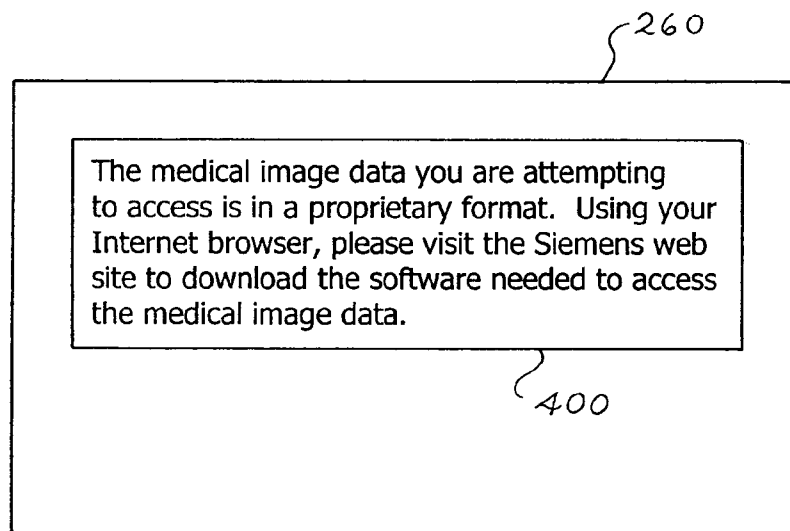 260
The medical image data you are attempting
to access is in a proprietary format.  Using your
Internet browser, please visit the Siemens web
site to download the software needed to access
the medical image data.
400